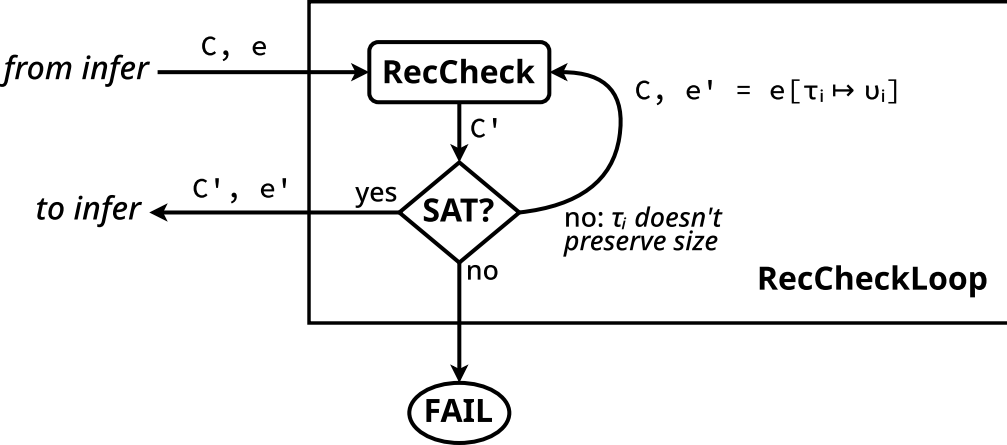 C, e
from infer
RecCheck
C, e' = e[τᵢ ↦ υᵢ]
C'
C', e'
yes
to infer
SAT?
no: τᵢ doesn't
preserve size
no
RecCheckLoop
FAIL